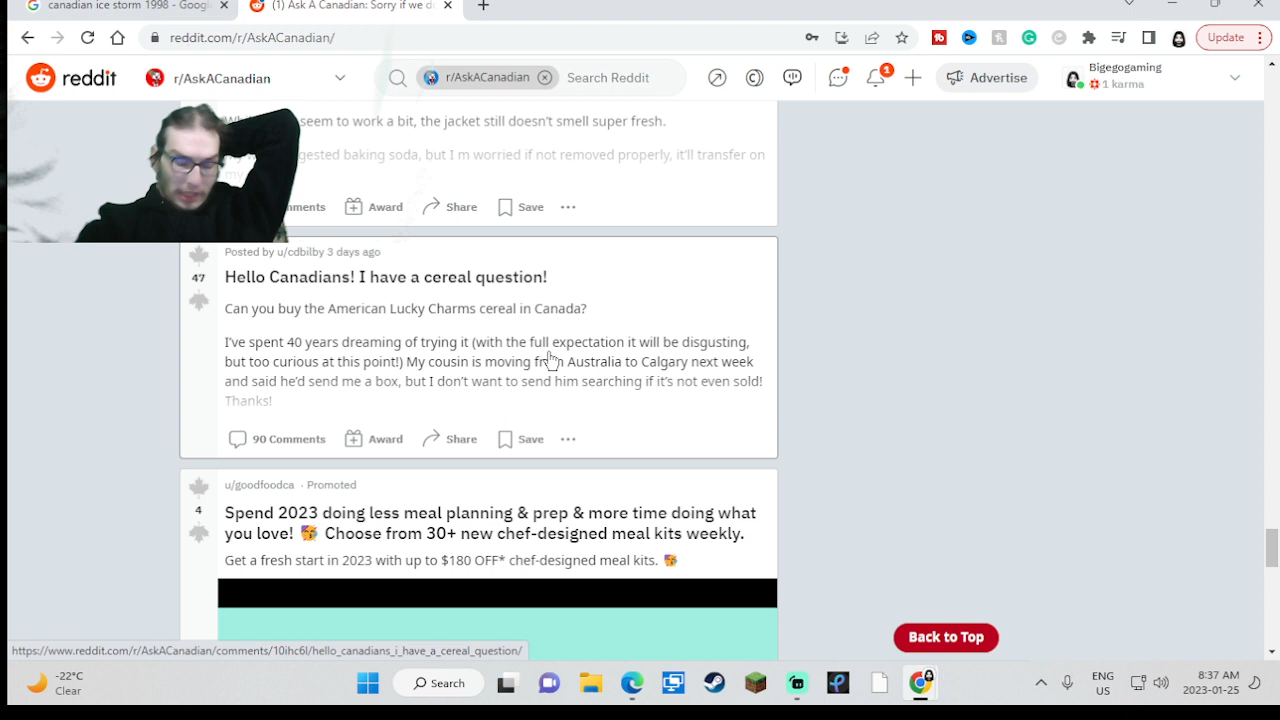 canadian ice storm 1998 - Googl
(1) Ask A Canadian: Sorry if we d
reddit.com/r/AskACanadian/
Update
reddit
r/AskACanadian
r/AskACanadian
Search Reddit
1
Advertise
Bigegogaming
1 karma
seem to work a bit, the jacket still doesn't smell super fresh.
gested baking soda, but I m worried if not removed properly, it'll transfer on
mments
Award
Share
Save
Posted by u/cdbilby 3 days ago
47
Hello Canadians! I have a cereal question!
Can you buy the American Lucky Charms cereal in Canada?
I've spent 40 years dreaming of trying it (with the full expectation it will be disgusting,
but too curious at this point!) My cousin is moving from Australia to Calgary next week
and said he'd send me a box, but I don't want to send him searching if it's not even sold!
Thanks!
90 Comments
Award
Share
Save
u/goodfoodca · Promoted
4
Spend 2023 doing less meal planning & prep & more time doing what
you love! 🥳 Choose from 30+ new chef-designed meal kits weekly.
Get a fresh start in 2023 with up to $180 OFF* chef-designed meal kits. 🥳
Back to Top
https://www.reddit.com/r/AskACanadian/comments/10ihc6l/hello_canadians_i_have_a_cereal_question/
-22°C
Clear
Search
ENG
US
8:37 AM
2023-01-25